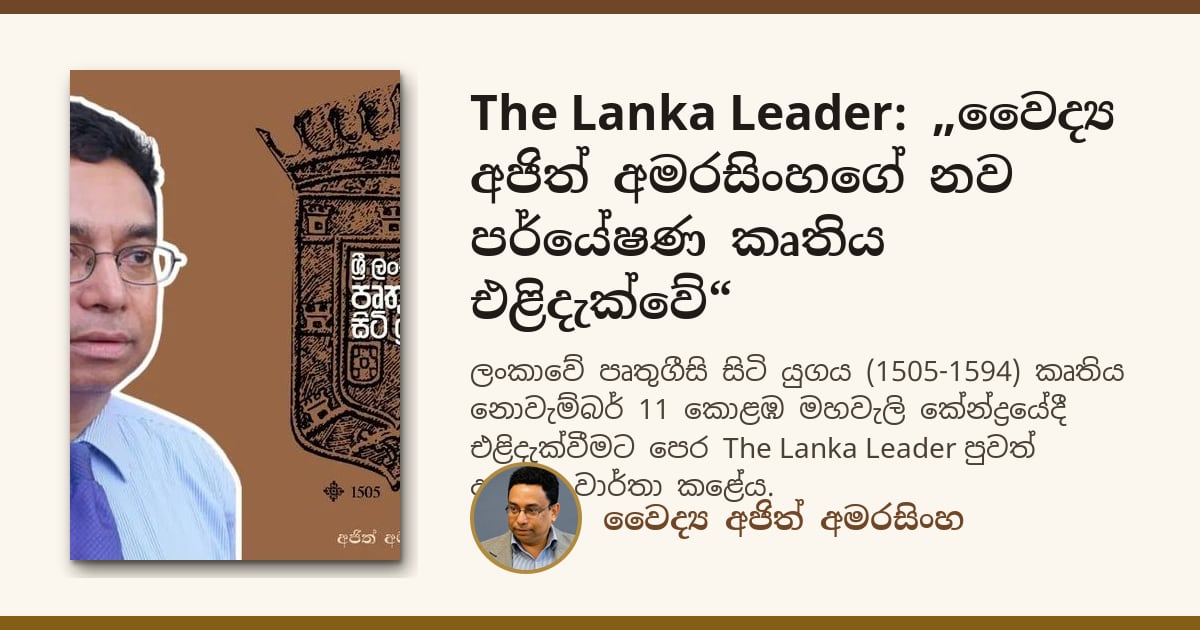 The Lanka Leader: „වෛද්‍ය
අජිත් අමරසිංහගේ නව
පර්යේෂණ කෘතිය
එළිදැක්වේ“
ලංකාවේ පෘතුගීසි සිටි යුගය (1505-1594) කෘතිය
නොවැම්බර් 11 කොළඹ මහවැලි කේන්ද්‍රයේදී
එළිදැක්වීමට පෙර The Lanka Leader පුවත්
වාර්තා කළේය.
වෛද්‍ය අජිත් අමරසිංහ
ශ්‍රී ලං
සිටි
1505
අජිත්